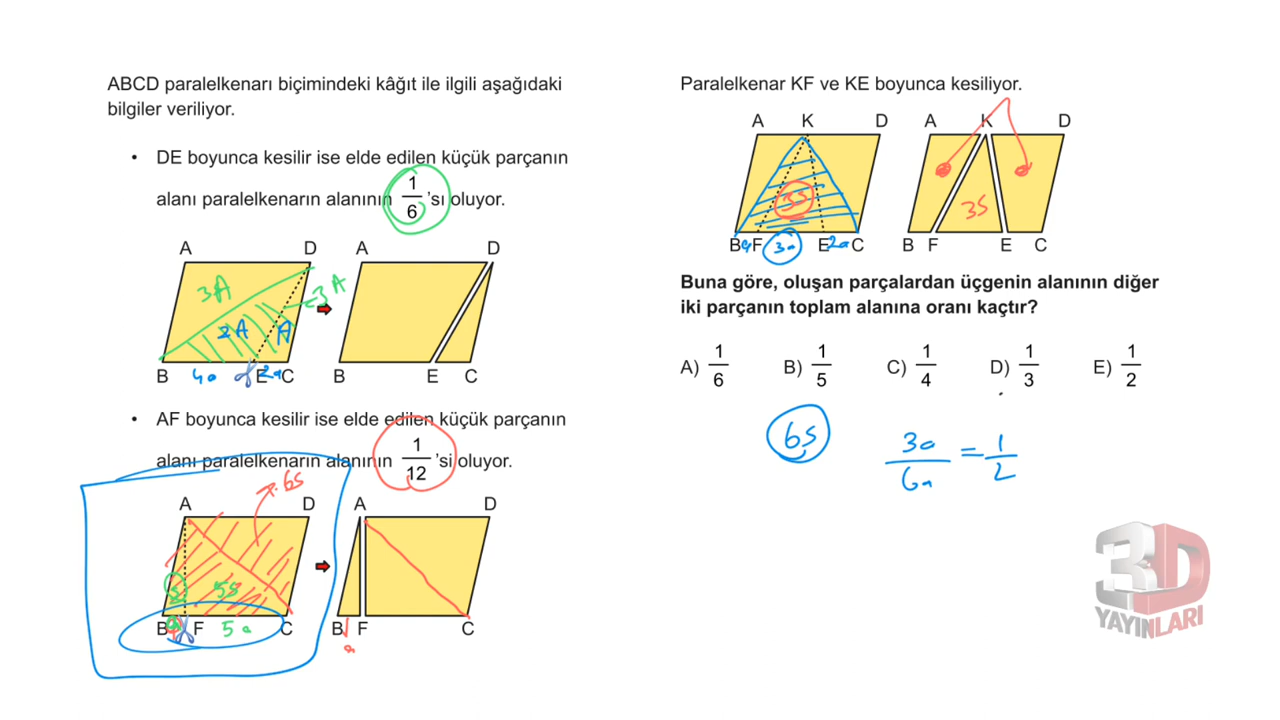 ABCD paralelkenarı biçimindeki kâğıt ile ilgili aşağıdaki
bilgiler veriliyor.
• DE boyunca kesilir ise elde edilen küçük parçanın
alanı paralelkenarın alanının 1/6 'sı oluyor.
A D A D
3A 3A
2A A
B 4a E 2a C B E C
• AF boyunca kesilir ise elde edilen küçük parçanın
alanı paralelkenarın alanının 1/12 'si oluyor.
6S
A D A D
S 5S
B a F 5a C B F C
a
Paralelkenar KF ve KE boyunca kesiliyor.
A K D A K D
3S 3S
B a F 3a E 2a C B F E C
Buna göre, oluşan parçalardan üçgenin alanının diğer
iki parçanın toplam alanına oranı kaçtır?
A) 1/6 B) 1/5 C) 1/4 D) 1/3 E) 1/2
6S 3a/6a = 1/2
3D
YAYINLARI